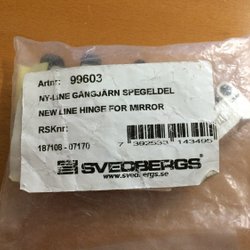 Artnr: 99603
NY-LINE GÅNGJÄRN SPEGELDEL
NEW LINE HINGE FOR MIRROR
RSKnr:
187108 - 07170
7 392533 143495
SVEDBERGS
www.svedbergs.se